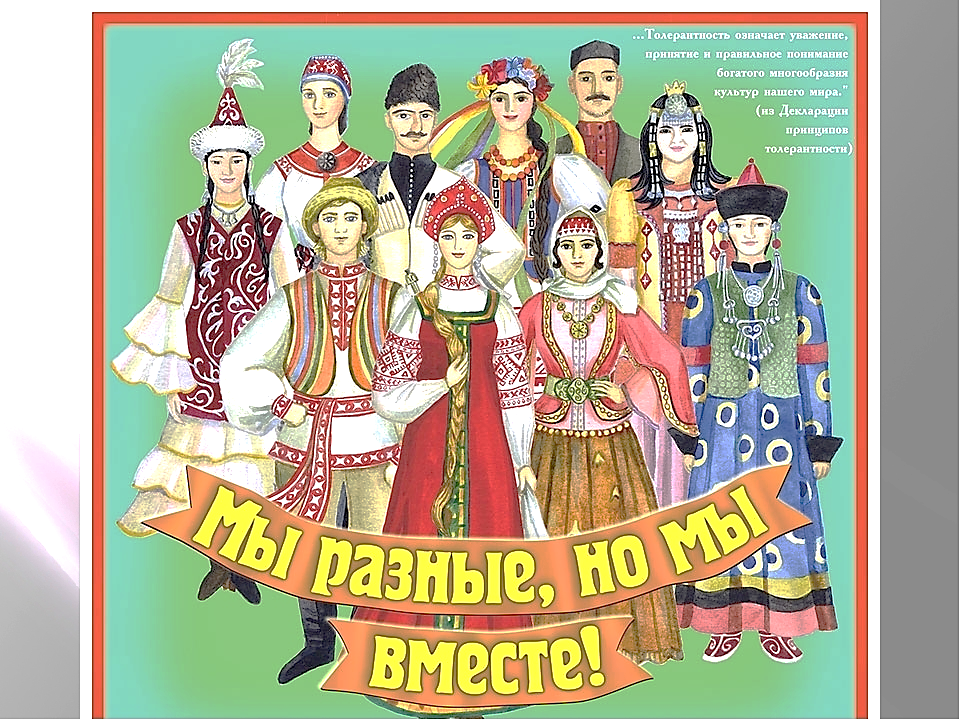 ...Толерантность означает уважение,
принятие и правильное понимание
богатого многообразия
культур нашего мира."
(из Декларации
принципов
толерантности)
Мы разные, но мы
вместе!